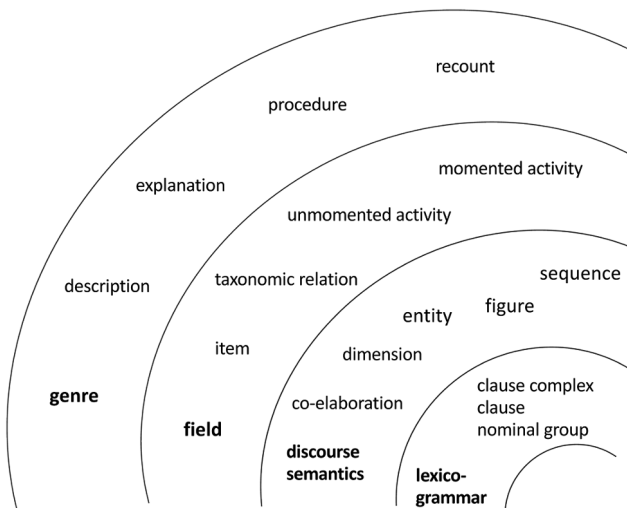 recount
procedure
explanation
description
genre
momented activity
unmomented activity
taxonomic relation
item
field
sequence
figure
entity
dimension
co-elaboration
discourse
semantics
clause complex
clause
nominal group
lexico-
grammar